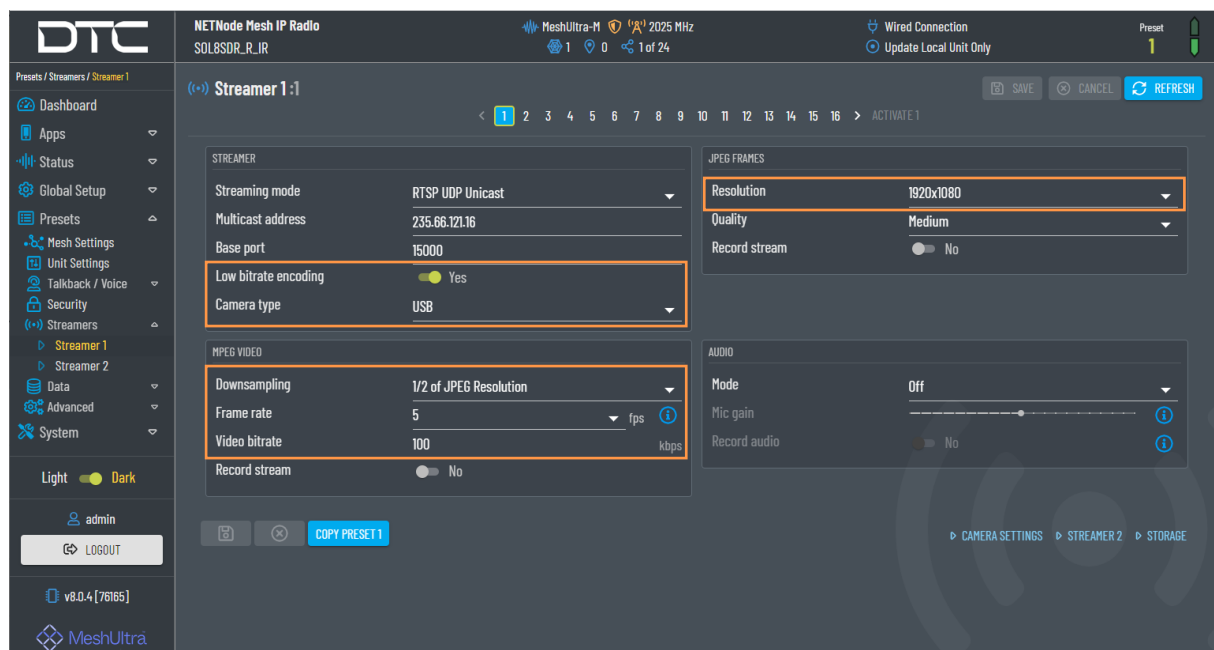 DTC
NETNode Mesh IP Radio
SOL8SDR_R_IR
MeshUltra-M 2025 MHz
1 0 1 of 24
Wired Connection
Update Local Unit Only
Preset
1
Presets / Streamers / Streamer 1
Dashboard
Apps
Status
Global Setup
Presets
Mesh Settings
Unit Settings
Talkback / Voice
Security
Streamers
Streamer 1
Streamer 2
Data
Advanced
System
Light Dark
admin
LOGOUT
v8.0.4 [76165]
MeshUltra
Streamer 1 :1
SAVE CANCEL REFRESH
< 1 2 3 4 5 6 7 8 9 10 11 12 13 14 15 16 > ACTIVATE 1
STREAMER
Streaming mode RTSP UDP Unicast
Multicast address 235.66.121.16
Base port 15000
Low bitrate encoding Yes
Camera type USB
JPEG FRAMES
Resolution 1920x1080
Quality Medium
Record stream No
MPEG VIDEO
Downsampling 1/2 of JPEG Resolution
Frame rate 5 fps
Video bitrate 100 kbps
Record stream No
AUDIO
Mode Off
Mic gain
Record audio No
COPY PRESET 1
CAMERA SETTINGS STREAMER 2 STORAGE